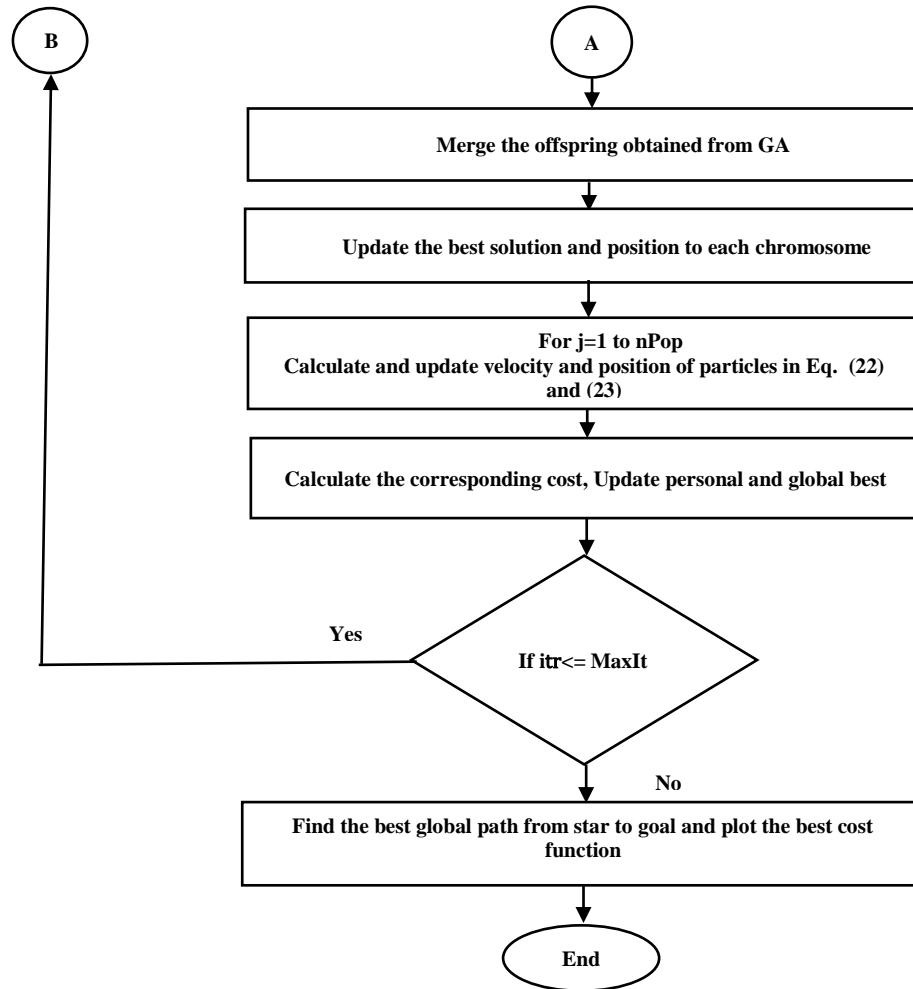 B
A
Merge the offspring obtained from GA
Update the best solution and position to each chromosome
For j=1 to nPop
Calculate and update velocity and position of particles in Eq. (22)
and (23)
Calculate the corresponding cost, Update personal and global best
Yes
If itr<= MaxIt
No
Find the best global path from star to goal and plot the best cost
function
End